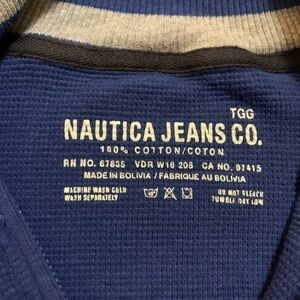 TGG
NAUTICA JEANS CO.
100% COTTON/COTON
RN NO. 67835 VDR W16 206 CA NO. 07415
MADE IN BOLIVIA / FABRIQUE AU BOLIVIA
MACHINE WASH COLD DO NOT BLEACH
WASH SEPARATELY TUMBLE DRY LOW